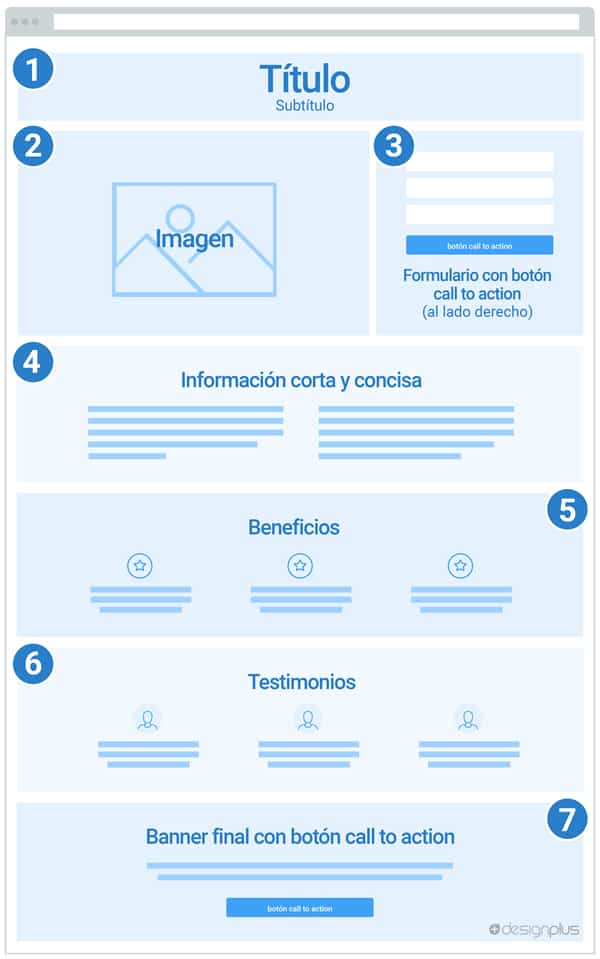 1
Título
Subtítulo
2
Imagen
3
botón call to action
Formulario con botón
call to action
(al lado derecho)
4
Información corta y concisa
5
Beneficios
6
Testimonios
7
Banner final con botón call to action
botón call to action
designplus